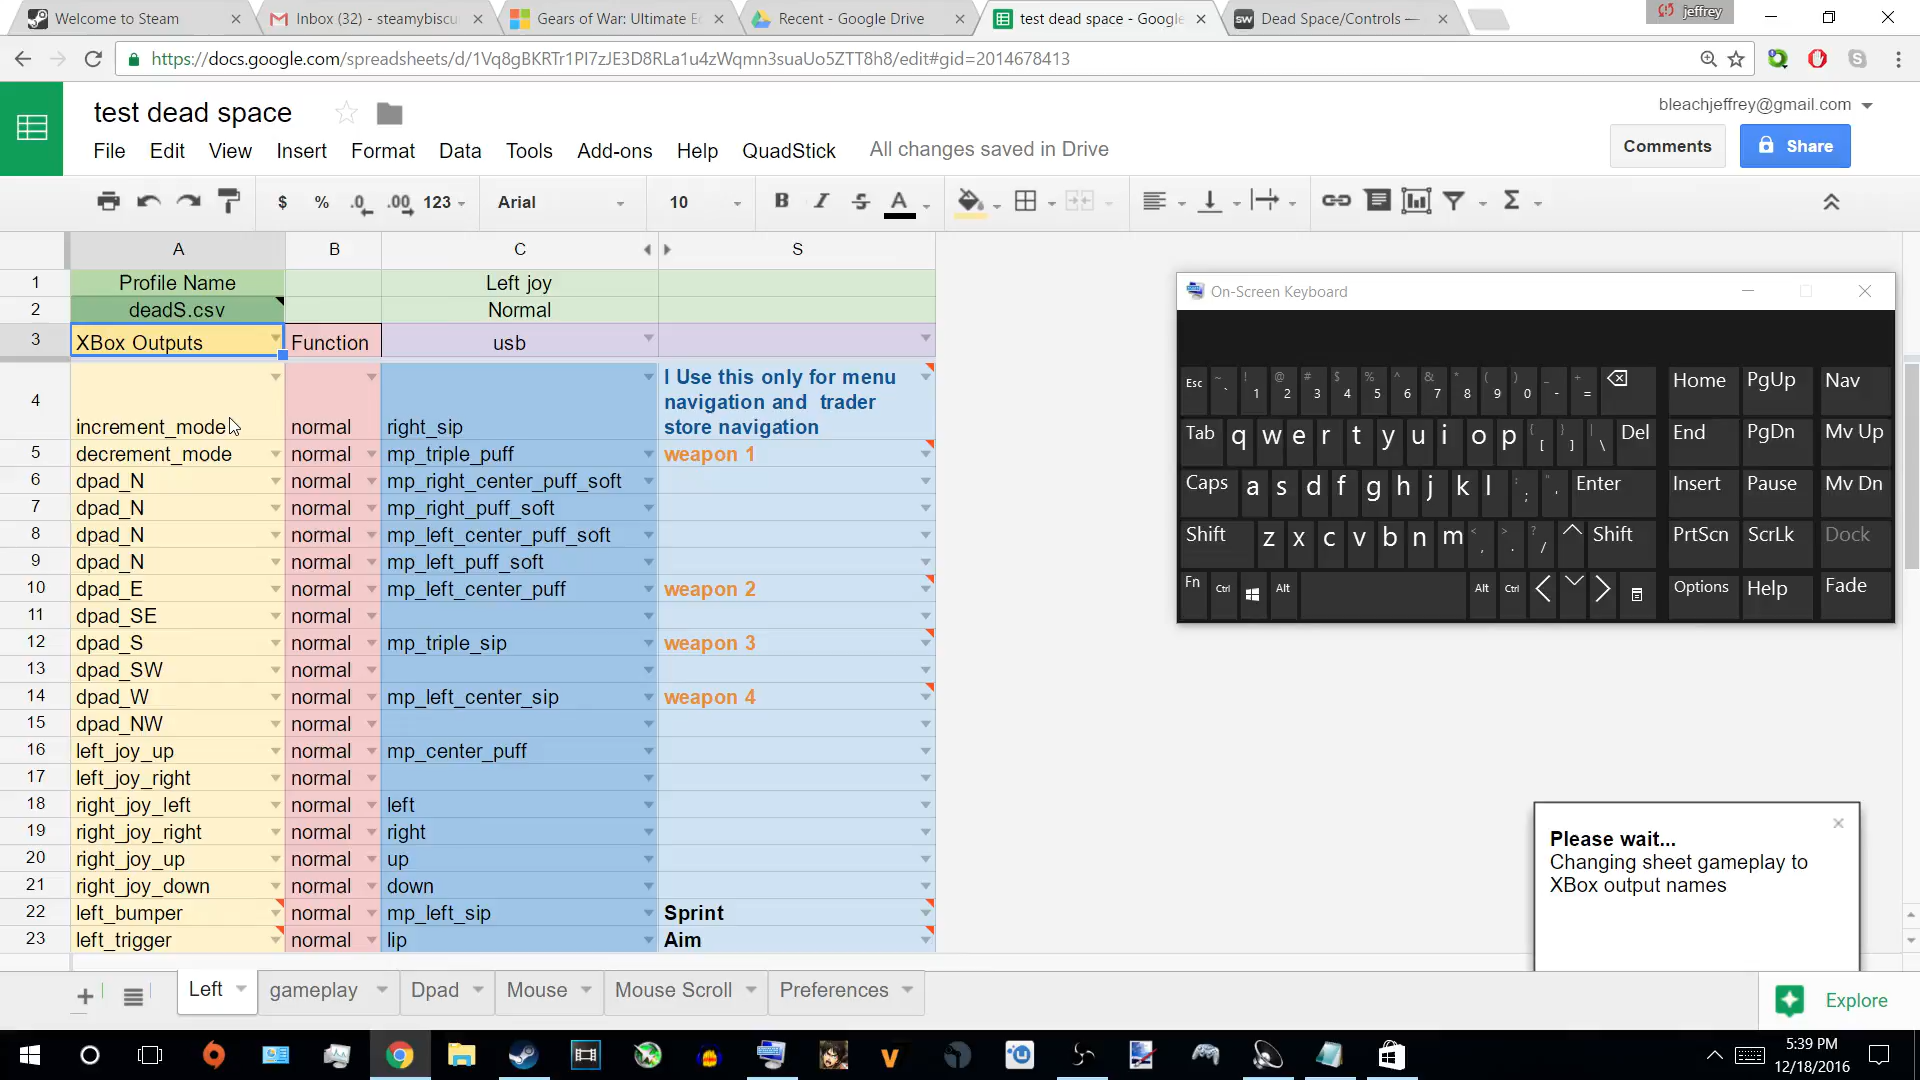 Welcome to Steam
Inbox (32) - steamybiscu
Gears of War: Ultimate E
Recent - Google Drive
test dead space - Google
Dead Space/Controls —
jeffrey
https://docs.google.com/spreadsheets/d/1Vq8gBKRTr1PI7zJE3D8RLa1u4zWqmn3suaUo5ZTT8h8/edit#gid=2014678413
test dead space
bleachjeffrey@gmail.com
File Edit View Insert Format Data Tools Add-ons Help QuadStick All changes saved in Drive
Comments
Share
$ % .0 .00 123 Arial 10 B I S A Σ
A B C S
1 Profile Name Left joy
2 deadS.csv Normal
3 XBox Outputs Function usb
I Use this only for menu
navigation and trader
4 increment_mode normal right_sip store navigation
5 decrement_mode normal mp_triple_puff weapon 1
6 dpad_N normal mp_right_center_puff_soft
7 dpad_N normal mp_right_puff_soft
8 dpad_N normal mp_left_center_puff_soft
9 dpad_N normal mp_left_puff_soft
10 dpad_E normal mp_left_center_puff weapon 2
11 dpad_SE normal
12 dpad_S normal mp_triple_sip weapon 3
13 dpad_SW normal
14 dpad_W normal mp_left_center_sip weapon 4
15 dpad_NW normal
16 left_joy_up normal mp_center_puff
17 left_joy_right normal
18 right_joy_left normal left
19 right_joy_right normal right
20 right_joy_up normal up
21 right_joy_down normal down
22 left_bumper normal mp_left_sip Sprint
23 left_trigger normal lip Aim
On-Screen Keyboard
Esc ~ ` ! 1 @ 2 # 3 $ 4 % 5 ^ 6 & 7 * 8 ( 9 ) 0 _ - + = Home PgUp Nav
Tab q w e r t y u i o p { [ } ] | \ Del End PgDn Mv Up
Caps a s d f g h j k l : ; " ' Enter Insert Pause Mv Dn
Shift z x c v b n m < , > . ? / Shift PrtScn ScrLk Dock
Fn Ctrl Alt Alt Ctrl Options Help Fade
Please wait...
Changing sheet gameplay to
XBox output names
Left gameplay Dpad Mouse Mouse Scroll Preferences
Explore
5:39 PM
12/18/2016